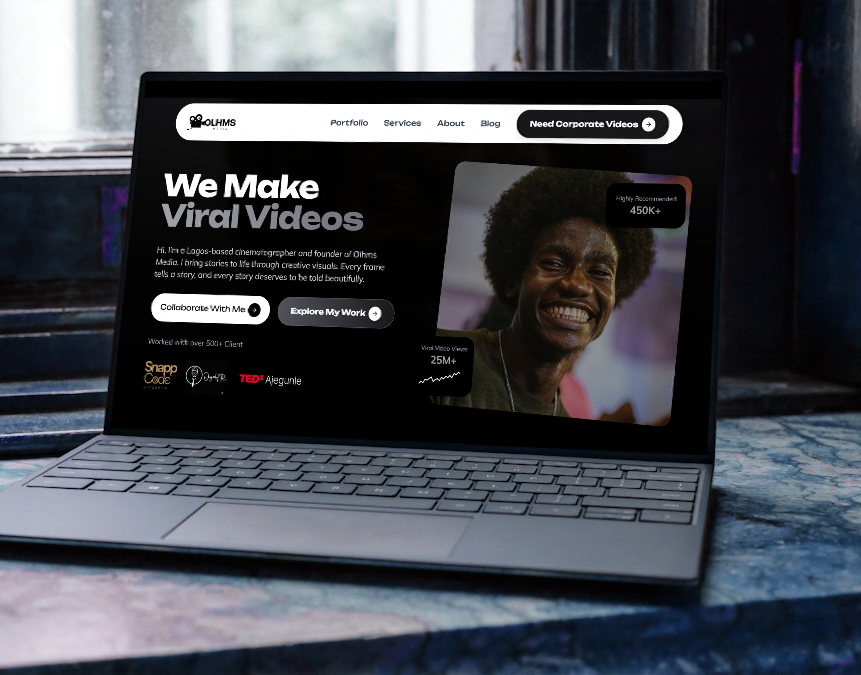 OLHMS
MEDIA
Portfolio
Services
About
Blog
Need Corporate Videos
We Make
Viral Videos
Hi, I'm a Lagos-based cinematographer and founder of Olhms
Media. I bring stories to life through creative visuals. Every frame
tells a story, and every story deserves to be told beautifully.
Collaborate With Me
Explore My Work
Worked with over 500+ Client
Snapp
Code
TEDx Ajegunle
Highly Recommended
450K+
Viral Video Views
25M+